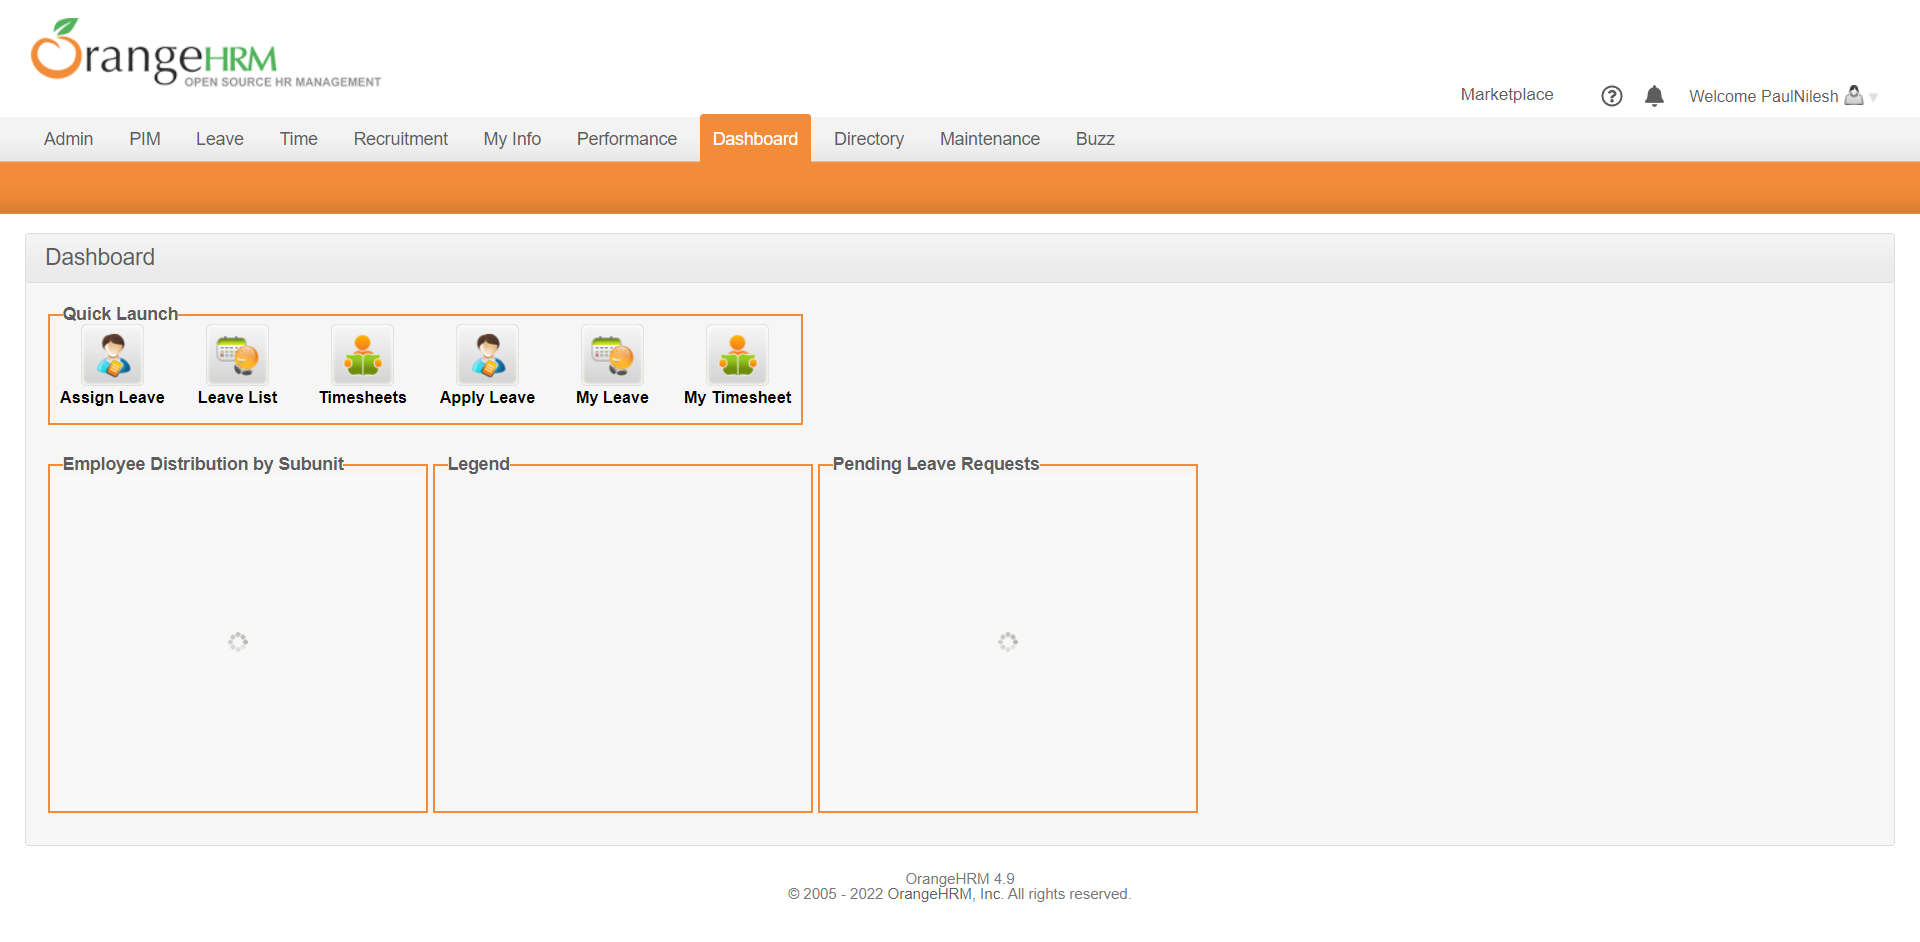 OrangeHRM
OPEN SOURCE HR MANAGEMENT
Marketplace
Welcome PaulNilesh
Admin PIM Leave Time Recruitment My Info Performance Dashboard Directory Maintenance Buzz
Dashboard
Quick Launch
Assign Leave Leave List Timesheets Apply Leave My Leave My Timesheet
Employee Distribution by Subunit Legend Pending Leave Requests
OrangeHRM 4.9
© 2005 - 2022 OrangeHRM, Inc. All rights reserved.